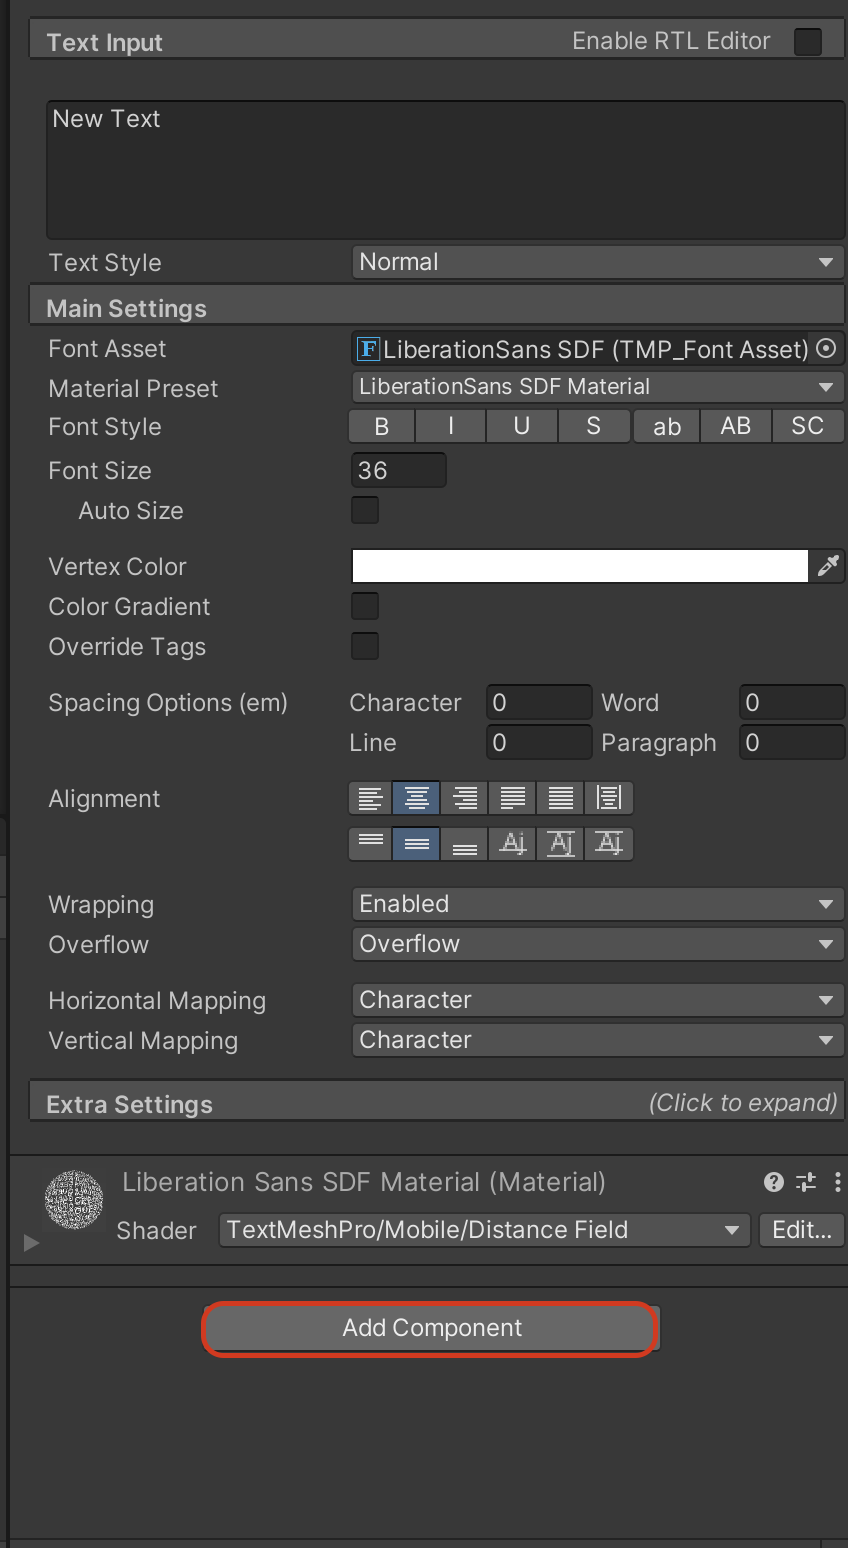 Text Input Enable RTL Editor
New Text
Text Style Normal
Main Settings
Font Asset F LiberationSans SDF (TMP_Font Asset)
Material Preset LiberationSans SDF Material
Font Style B I U S ab AB SC
Font Size 36
Auto Size
Vertex Color
Color Gradient
Override Tags
Spacing Options (em) Character 0 Word 0
Line 0 Paragraph 0
Alignment
Aj Aj Aj
Wrapping Enabled
Overflow Overflow
Horizontal Mapping Character
Vertical Mapping Character
Extra Settings (Click to expand)
Liberation Sans SDF Material (Material) ?
Shader TextMeshPro/Mobile/Distance Field Edit...
Add Component